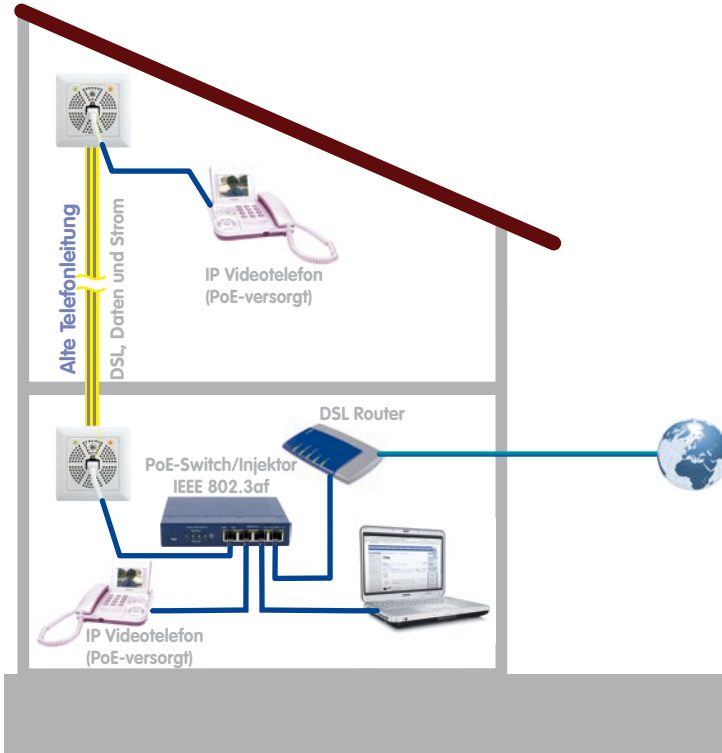 Alte Telefonleitung
DSL, Daten und Strom
IP Videotelefon
(PoE-versorgt)
DSL Router
PoE-Switch/Injektor
IEEE 802.3af
IP Videotelefon
(PoE-versorgt)